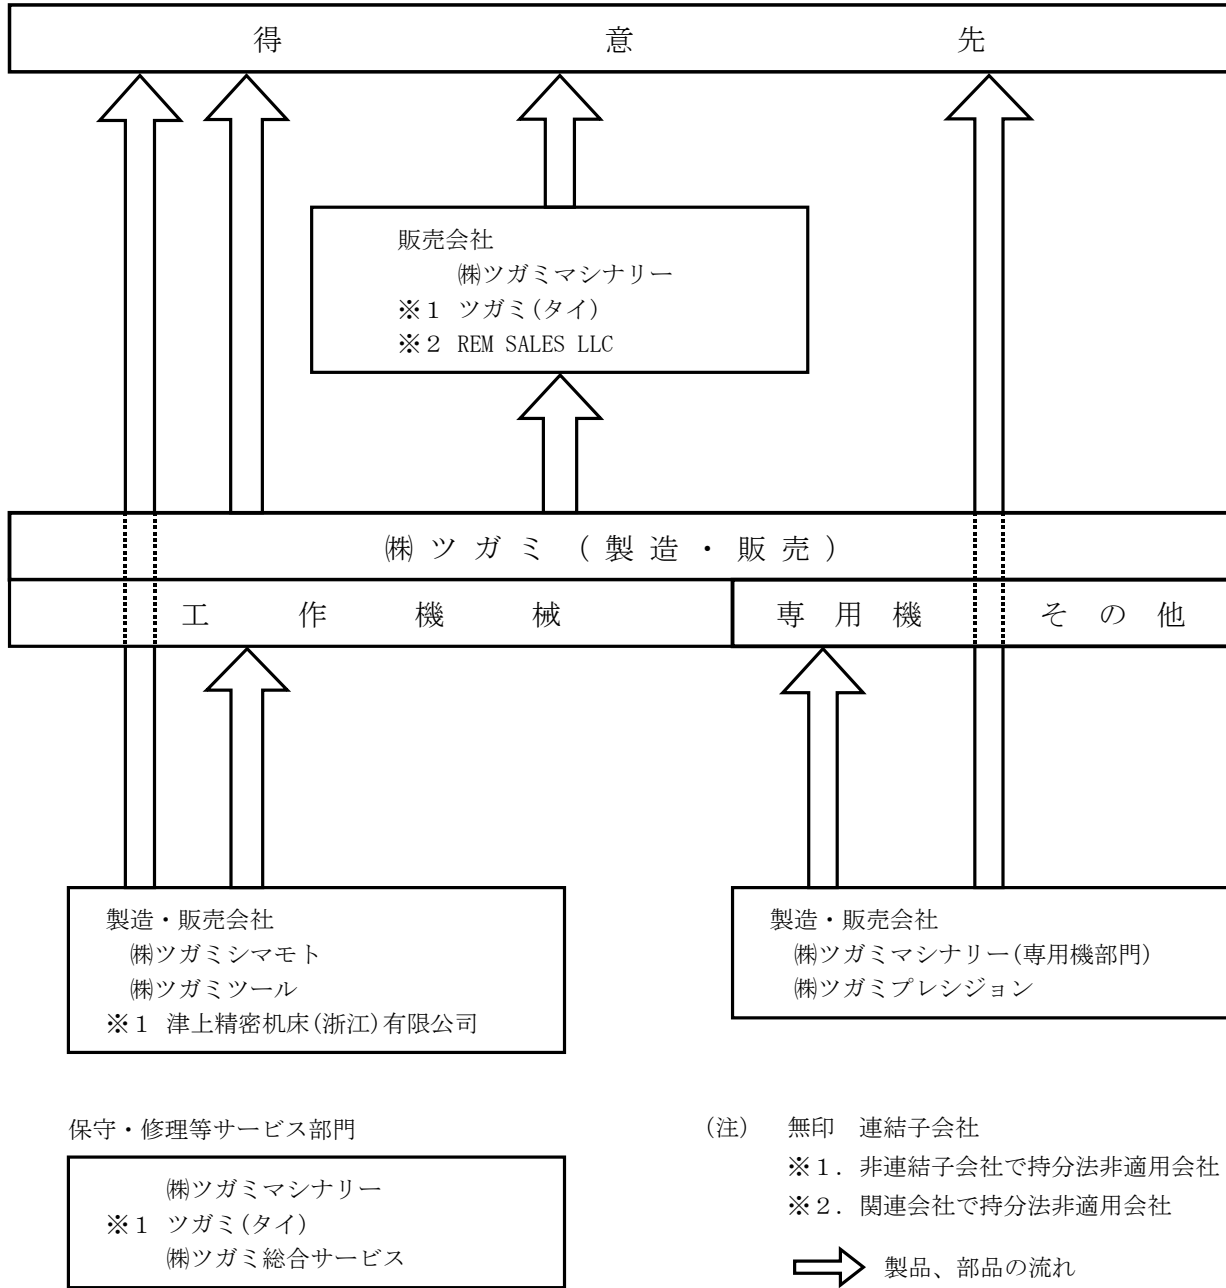 得意先
販売会社
㈱ツガミマシナリー
※１ ツガミ(タイ)
※２ REM SALES LLC
㈱ツガミ（製造・販売）
工作機械
専用機
その他
製造・販売会社
㈱ツガミシマモト
㈱ツガミツール
※１ 津上精密机床(浙江)有限公司
製造・販売会社
㈱ツガミマシナリー(専用機部門)
㈱ツガミプレシジョン
保守・修理等サービス部門
㈱ツガミマシナリー
※１ ツガミ(タイ)
㈱ツガミ総合サービス
(注) 無印 連結子会社
※１．非連結子会社で持分法非適用会社
※２．関連会社で持分法非適用会社
製品、部品の流れ